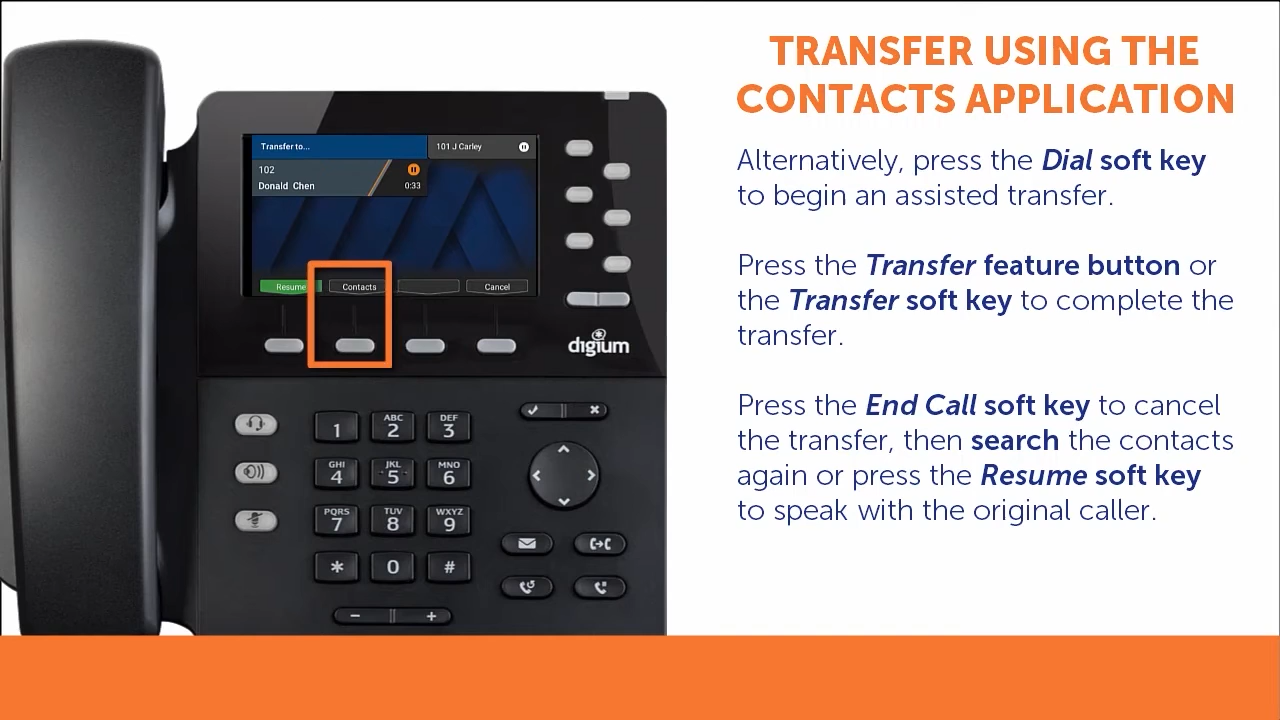 TRANSFER USING THE
CONTACTS APPLICATION
Alternatively, press the Dial soft key
to begin an assisted transfer.
Press the Transfer feature button or
the Transfer soft key to complete the
transfer.
Press the End Call soft key to cancel
the transfer, then search the contacts
again or press the Resume soft key
to speak with the original caller.
Transfer to...
101 J Carley
102
Donald Chen
0:33
Resume
Contacts
Cancel
digium
1
ABC
2
DEF
3
GHI
4
JKL
5
MNO
6
PQRS
7
TUV
8
WXYZ
9
*
0
#
−
+